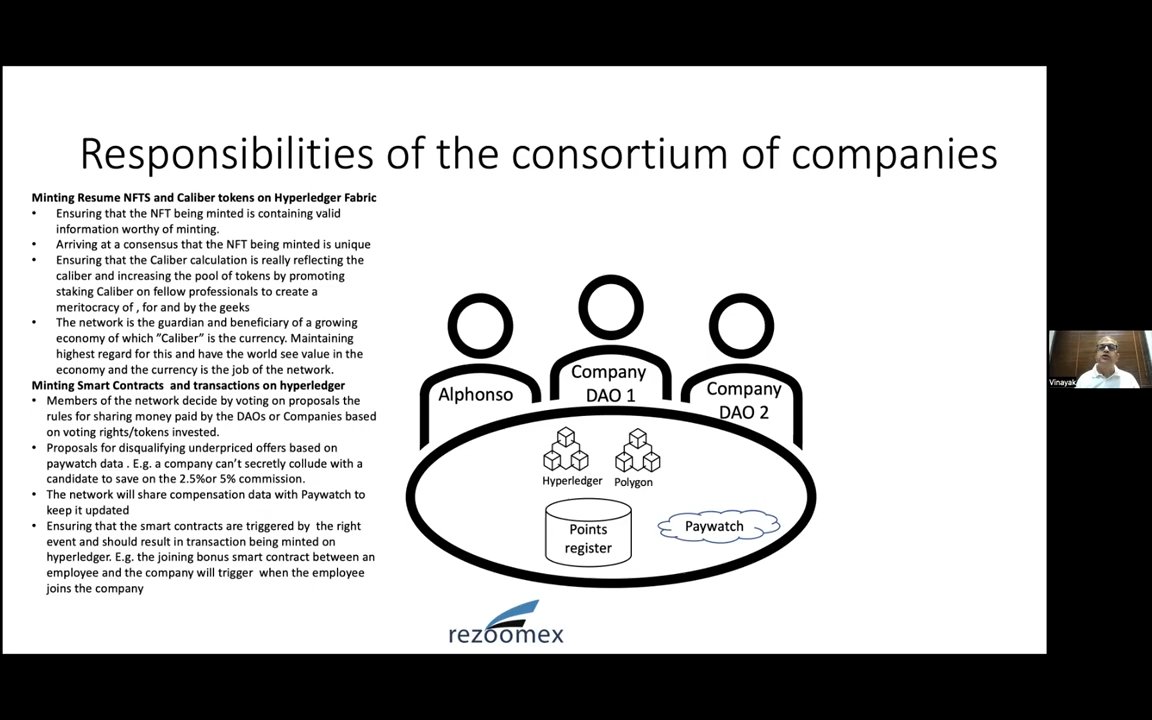 Responsibilities of the consortium of companies
Minting Resume NFTS and Caliber tokens on Hyperledger Fabric
• Ensuring that the NFT being minted is containing valid
information worthy of minting.
• Arriving at a consensus that the NFT being minted is unique
• Ensuring that the Caliber calculation is really reflecting the
caliber and increasing the pool of tokens by promoting
staking Caliber on fellow professionals to create a
meritocracy of , for and by the geeks
• The network is the guardian and beneficiary of a growing
economy of which "Caliber" is the currency. Maintaining
highest regard for this and have the world see value in the
economy and the currency is the job of the network.
Minting Smart Contracts and transactions on hyperledger
• Members of the network decide by voting on proposals the
rules for sharing money paid by the DAOs or Companies based
on voting rights/tokens invested.
• Proposals for disqualifying underpriced offers based on
paywatch data . E.g. a company can't secretly collude with a
candidate to save on the 2.5%or 5% commission.
• The network will share compensation data with Paywatch to
keep it updated
• Ensuring that the smart contracts are triggered by the right
event and should result in transaction being minted on
hyperledger. E.g. the joining bonus smart contract between an
employee and the company will trigger when the employee
joins the company
Alphonso
Company
DAO 1
Company
DAO 2
Hyperledger
Polygon
Points
register
Paywatch
rezoomex
Vinayak